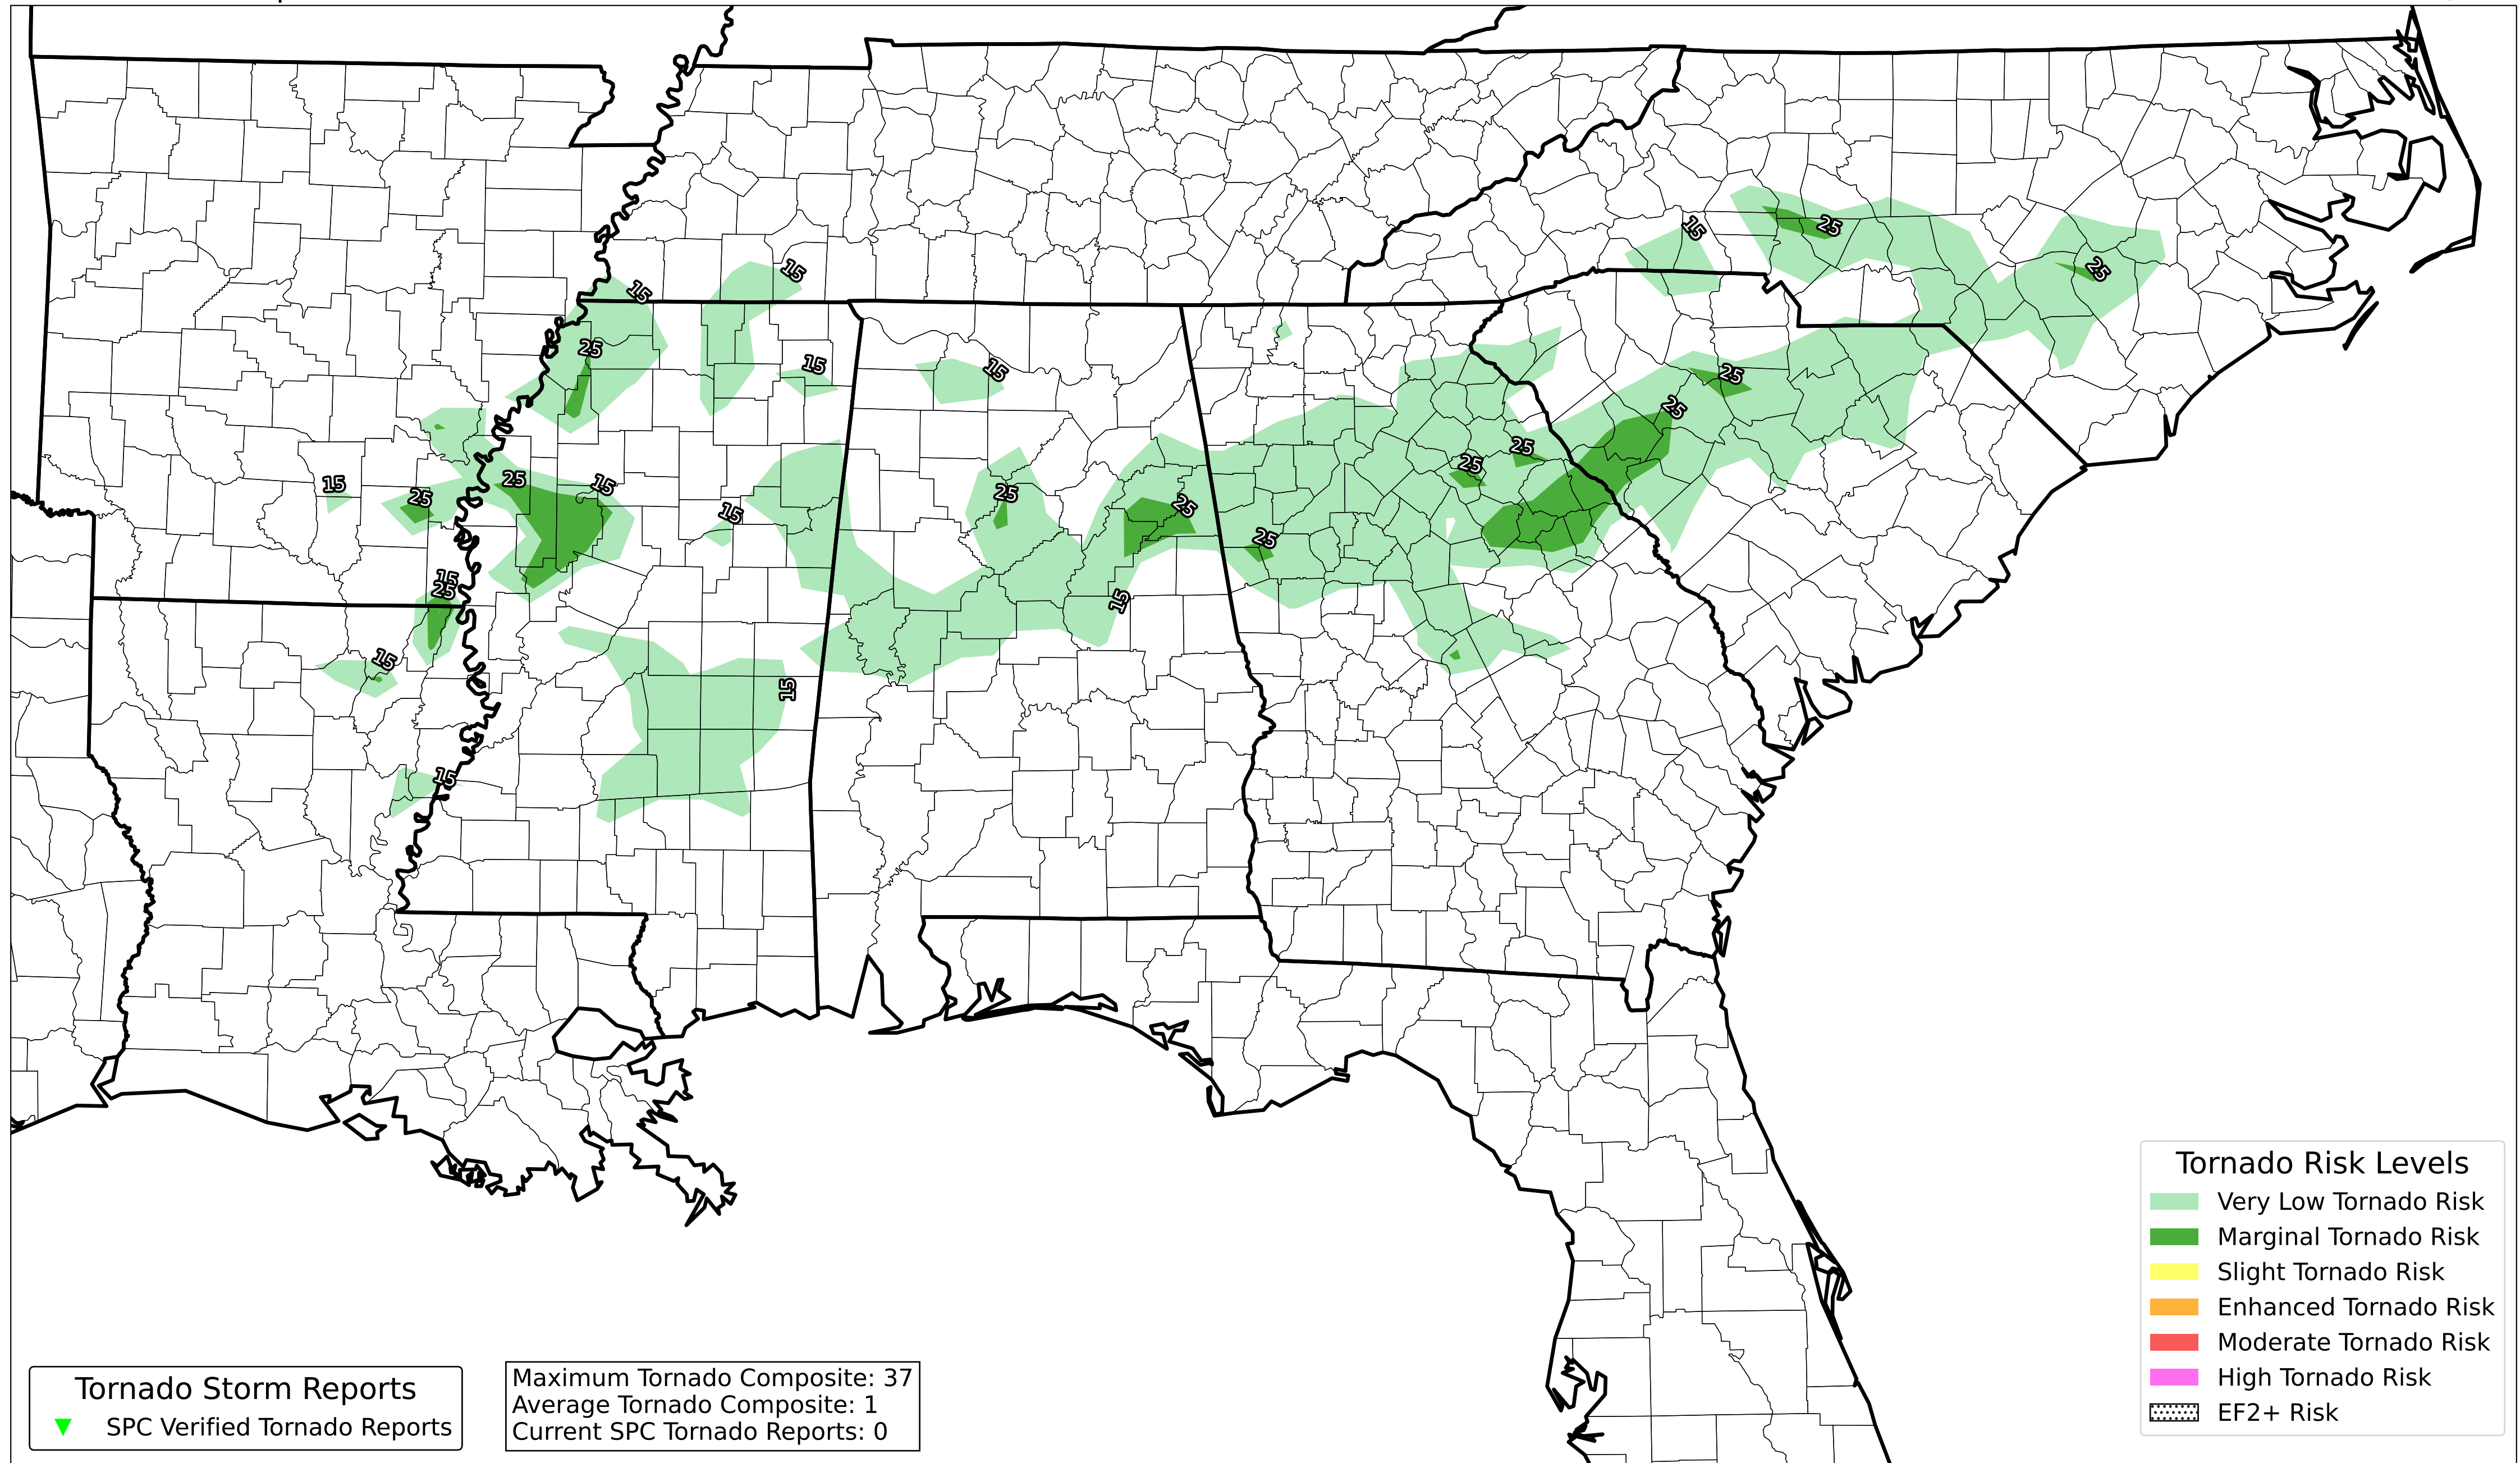 15
25
15
15
25
15
25
15
15
15
25
25
25
25
15
25
15
25
15
25
25
25
15
25
15
15
15
15
25
Tornado Risk Levels
Very Low Tornado Risk
Marginal Tornado Risk
Slight Tornado Risk
Enhanced Tornado Risk
Moderate Tornado Risk
High Tornado Risk
EF2+ Risk
Tornado Storm Reports
SPC Verified Tornado Reports
Maximum Tornado Composite: 37
Average Tornado Composite: 1
Current SPC Tornado Reports: 0